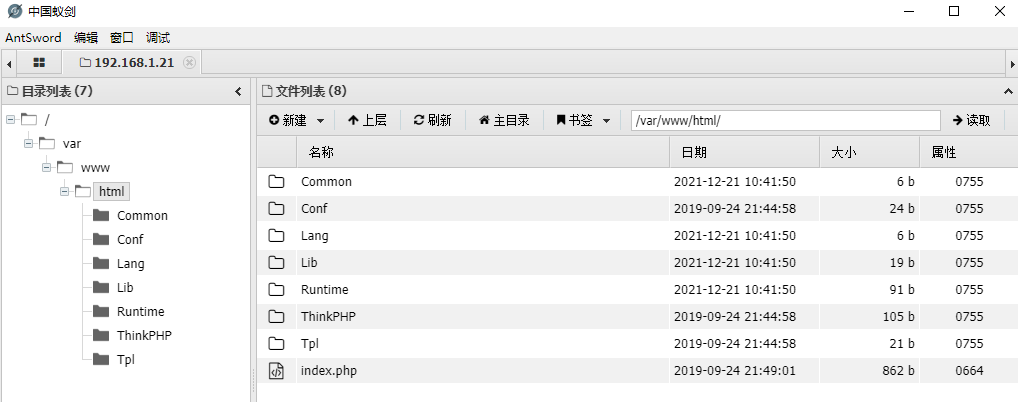 中国蚁剑
AntSword 编辑 窗口 调试
192.168.1.21
目录列表 (7)
/
var
www
html
Common
Conf
Lang
Lib
Runtime
ThinkPHP
Tpl
文件列表 (8)
新建 上层 刷新 主目录 书签 /var/www/html/ 读取
名称 日期 大小 属性
Common 2021-12-21 10:41:50 6 b 0755
Conf 2019-09-24 21:44:58 24 b 0755
Lang 2021-12-21 10:41:50 6 b 0755
Lib 2021-12-21 10:41:50 19 b 0755
Runtime 2021-12-21 10:41:50 91 b 0755
ThinkPHP 2019-09-24 21:44:58 105 b 0755
Tpl 2019-09-24 21:44:58 21 b 0755
index.php 2019-09-24 21:49:01 862 b 0664